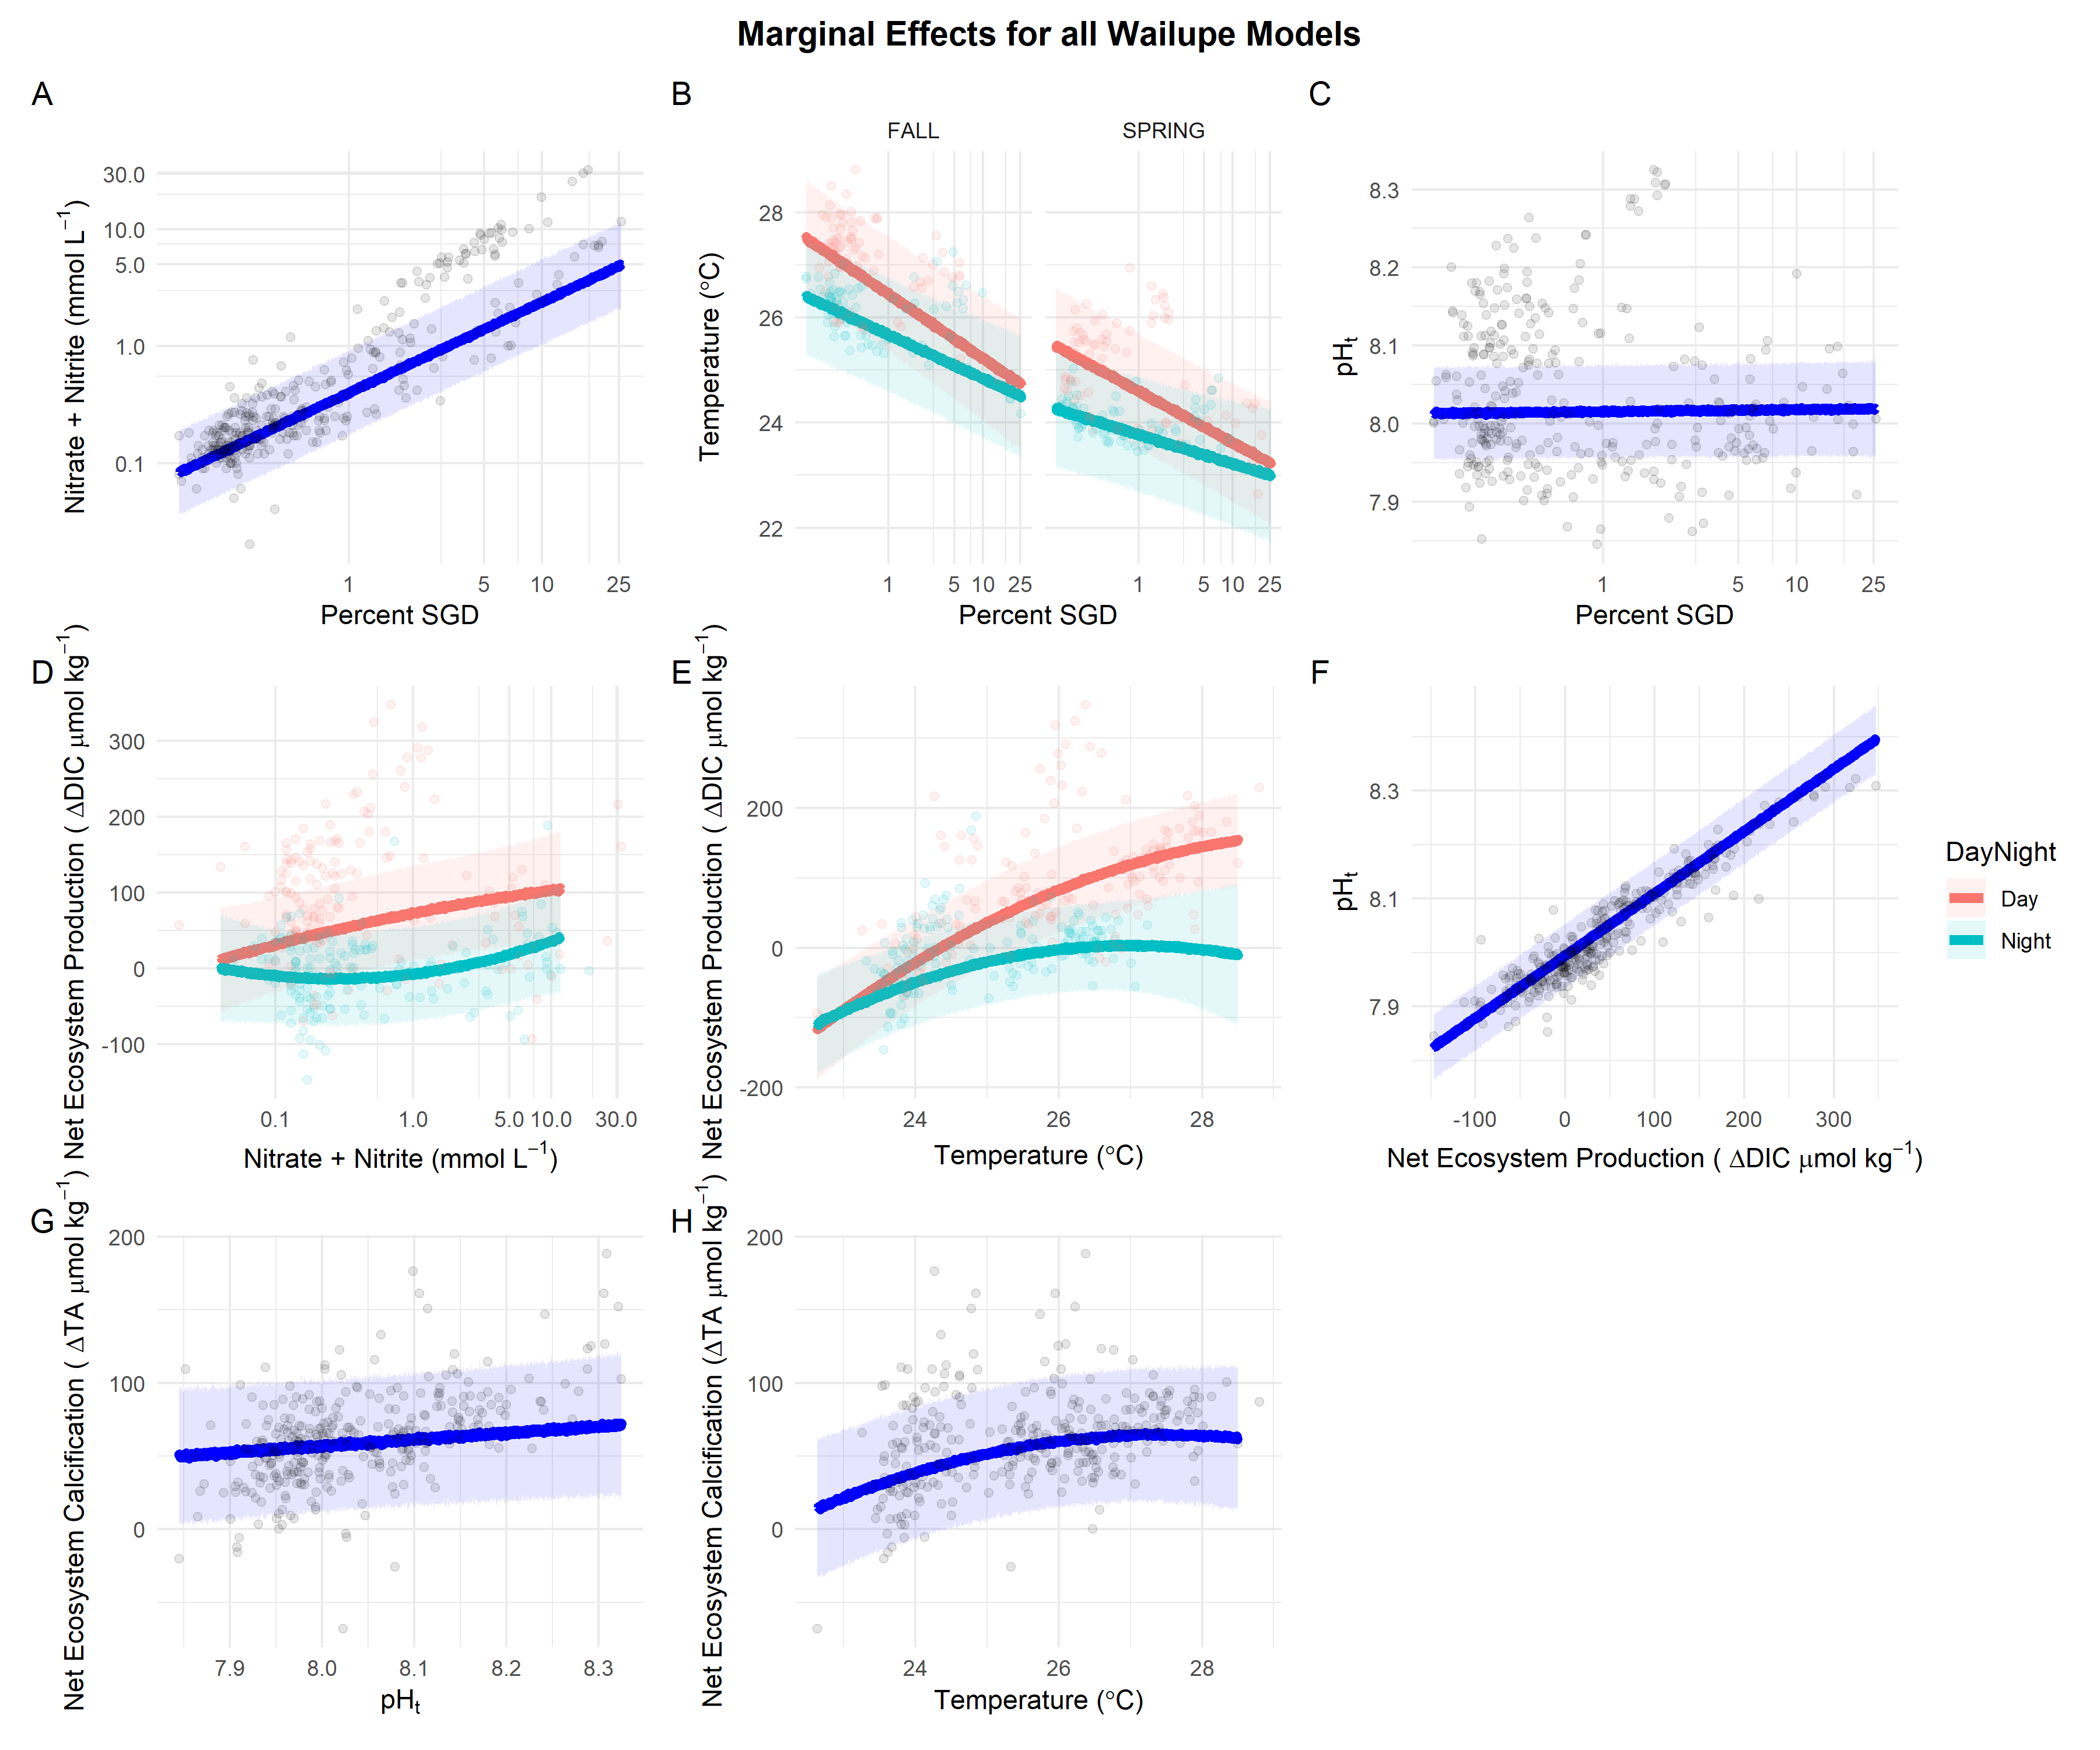 Marginal Effects for all Wailupe Models
A
Nitrate + Nitrite (mmol L⁻¹)
30.0
10.0
5.0
1.0
0.1
1 5 10 25
Percent SGD
B
FALL SPRING
Temperature (°C)
28
26
24
22
1 5 10 25 1 5 10 25
Percent SGD
C
pHₜ
8.3
8.2
8.1
8.0
7.9
1 5 10 25
Percent SGD
D
Net Ecosystem Production ( ΔDIC μmol kg⁻¹)
300
200
100
0
-100
0.1 1.0 5.0 10.0 30.0
Nitrate + Nitrite (mmol L⁻¹)
E
Net Ecosystem Production ( ΔDIC μmol kg⁻¹)
200
0
-200
24 26 28
Temperature (°C)
F
pHₜ
8.3
8.1
7.9
-100 0 100 200 300
Net Ecosystem Production ( ΔDIC μmol kg⁻¹)
DayNight
Day
Night
G
Net Ecosystem Calcification ( ΔTA μmol kg⁻¹)
200
100
0
7.9 8.0 8.1 8.2 8.3
pHₜ
H
Net Ecosystem Calcification (ΔTA μmol kg⁻¹)
200
100
0
24 26 28
Temperature (°C)